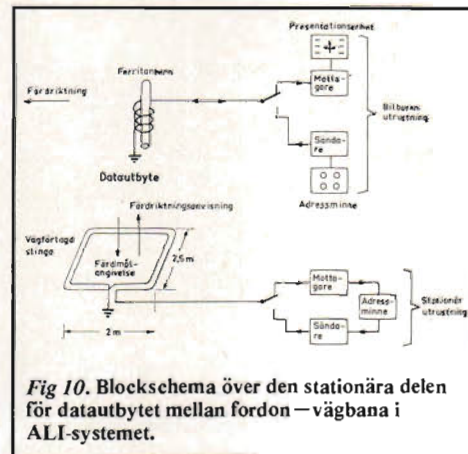 Presentationsenhet
Ferritantenn
Färdriktning
Motta-
gare
Bilburen
utrustning
Sända-
re
Adressminne
Datautbyte
Färdriktningsanvisning
Vägförlagd
slinga
Färdmåls-
angivelse
2,5 m
2 m
Motta-
gare
Adress-
minne
Sända-
re
Stationär
utrustning
Fig 10. Blockschema över den stationära delen
för datautbytet mellan fordon—vägbana i
ALI-systemet.